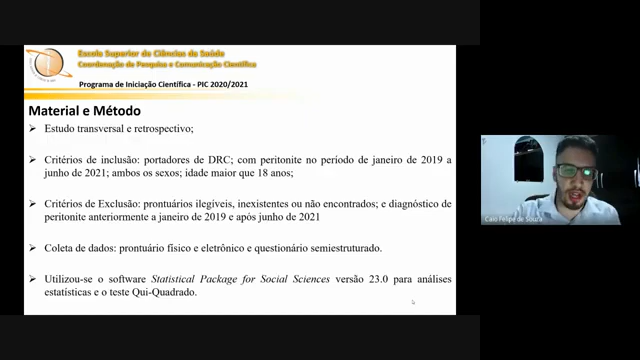 Escola Superior de Ciências da Saúde
Coordenação de Pesquisa e Comunicação Científica
Programa de Iniciação Científica - PIC 2020/2021
Material e Método
➢ Estudo transversal e retrospectivo;
➢ Critérios de inclusão: portadores de DRC; com peritonite no período de janeiro de 2019 a
junho de 2021; ambos os sexos; idade maior que 18 anos;
➢ Critérios de Exclusão: prontuários ilegíveis, inexistentes ou não encontrados; e diagnóstico de
peritonite anteriormente a janeiro de 2019 e após junho de 2021
➢ Coleta de dados: prontuário físico e eletrônico e questionário semiestruturado.
➢ Utilizou-se o software Statistical Package for Social Sciences versão 23.0 para análises
estatísticas e o teste Qui-Quadrado.
Caio Felipe de Souza